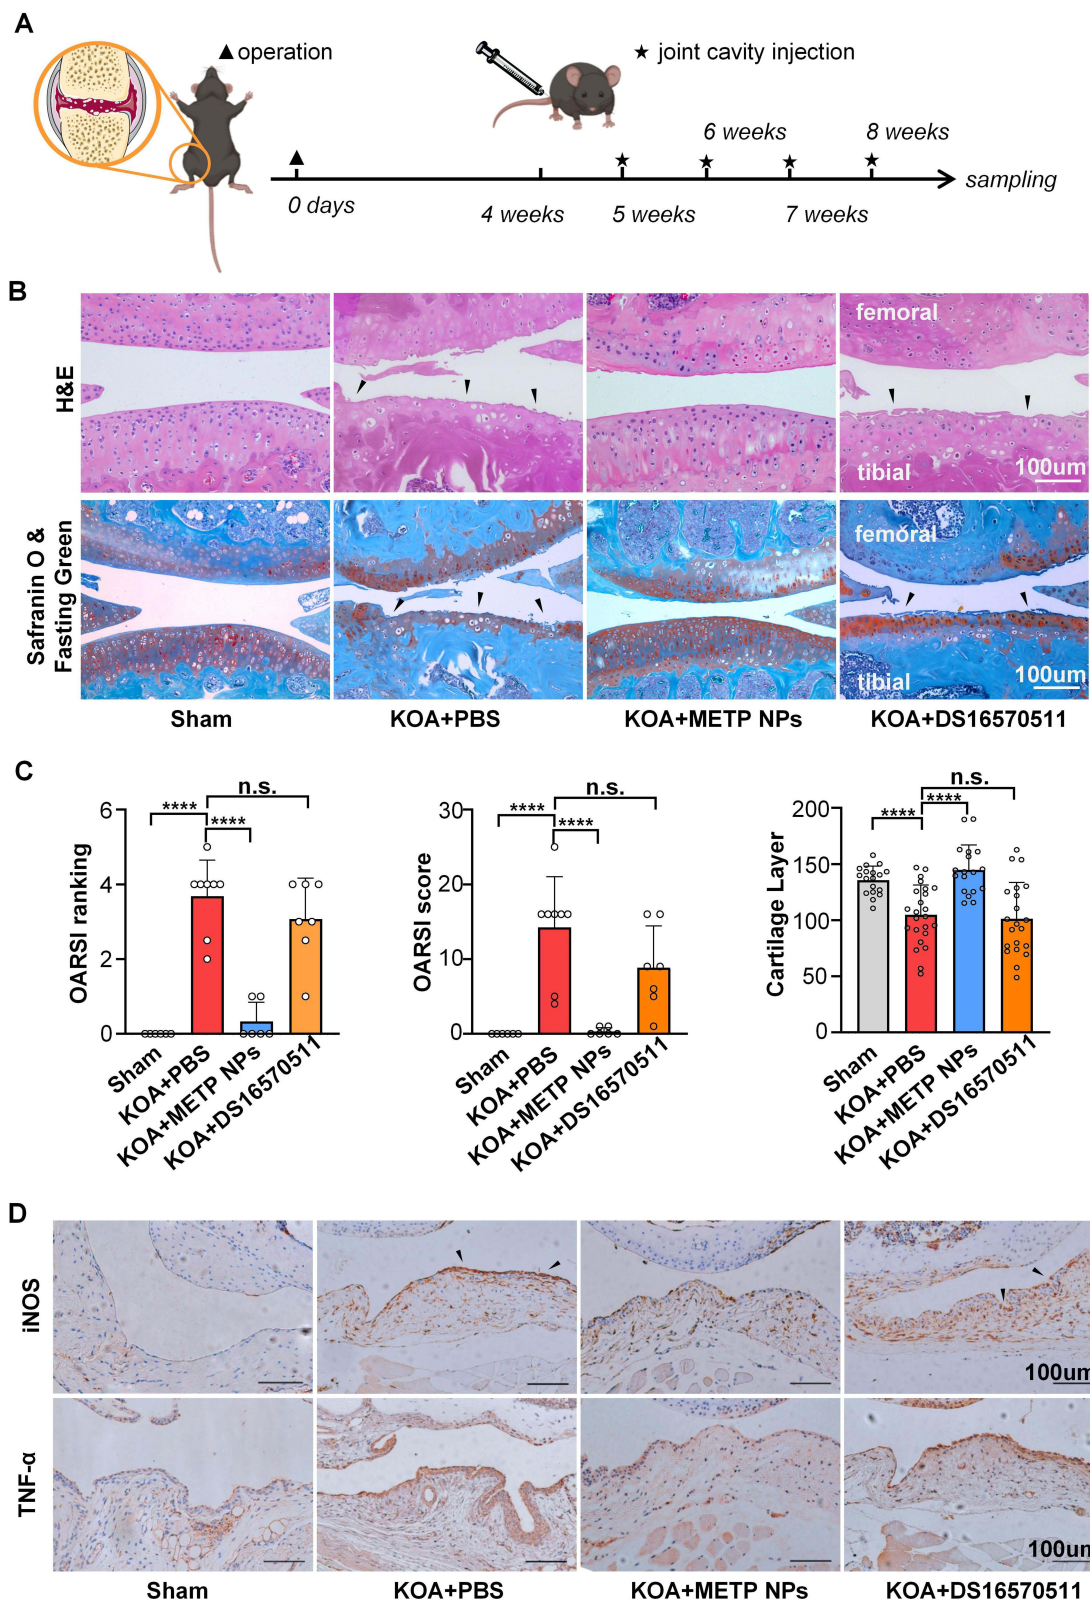 A
▲operation
★ joint cavity injection
6 weeks
8 weeks
sampling
0 days
4 weeks
5 weeks
7 weeks
B
H&E
femoral
tibial
100um
Safranin O &
Fasting Green
femoral
tibial
100um
Sham
KOA+PBS
KOA+METP NPs
KOA+DS16570511
C
OARSI ranking
6
4
2
0
****
****
n.s.
Sham
KOA+PBS
KOA+METP NPs
KOA+DS16570511
OARSI score
30
20
10
0
****
****
n.s.
Sham
KOA+PBS
KOA+METP NPs
KOA+DS16570511
Cartilage Layer
200
150
100
50
0
****
****
n.s.
Sham
KOA+PBS
KOA+METP NPs
KOA+DS16570511
D
iNOS
100um
TNF-α
100um
Sham
KOA+PBS
KOA+METP NPs
KOA+DS16570511